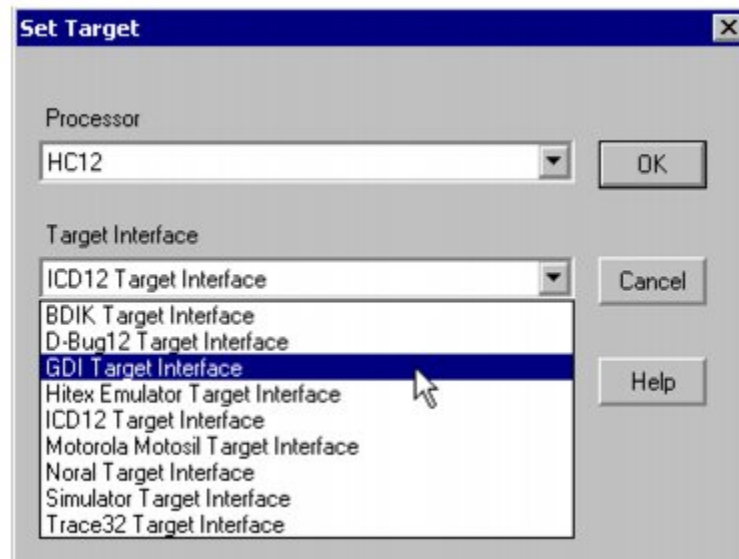 Set Target
Processor
HC12
OK
Target Interface
ICD12 Target Interface
Cancel
BDIK Target Interface
D-Bug12 Target Interface
GDI Target Interface
Help
Hitex Emulator Target Interface
ICD12 Target Interface
Motorola Motosil Target Interface
Noral Target Interface
Simulator Target Interface
Trace32 Target Interface